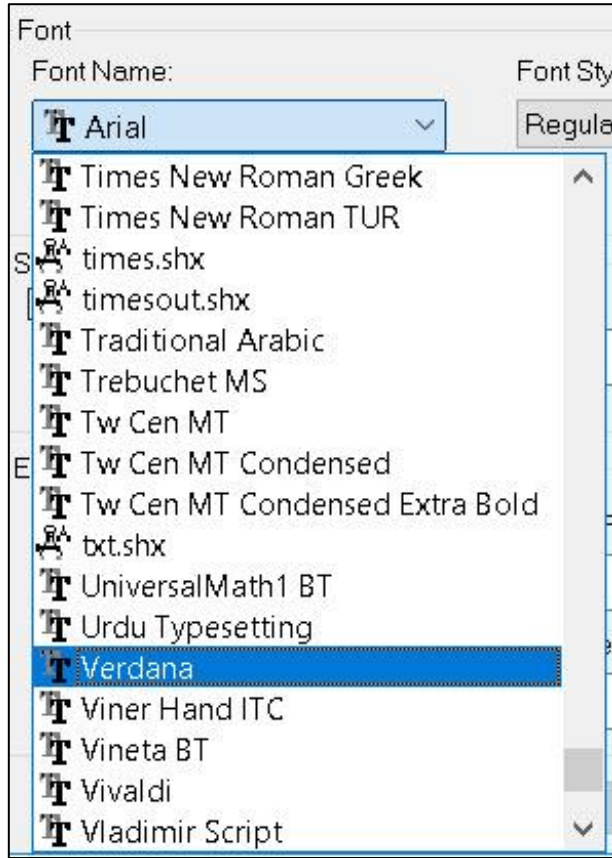 Font
Font Name:
Font Sty
Arial
Regula
Times New Roman Greek
Times New Roman TUR
times.shx
timesout.shx
Traditional Arabic
Trebuchet MS
Tw Cen MT
Tw Cen MT Condensed
Tw Cen MT Condensed Extra Bold
txt.shx
UniversalMath1 BT
Urdu Typesetting
Verdana
Viner Hand ITC
Vineta BT
Vivaldi
Vladimir Script
S
E